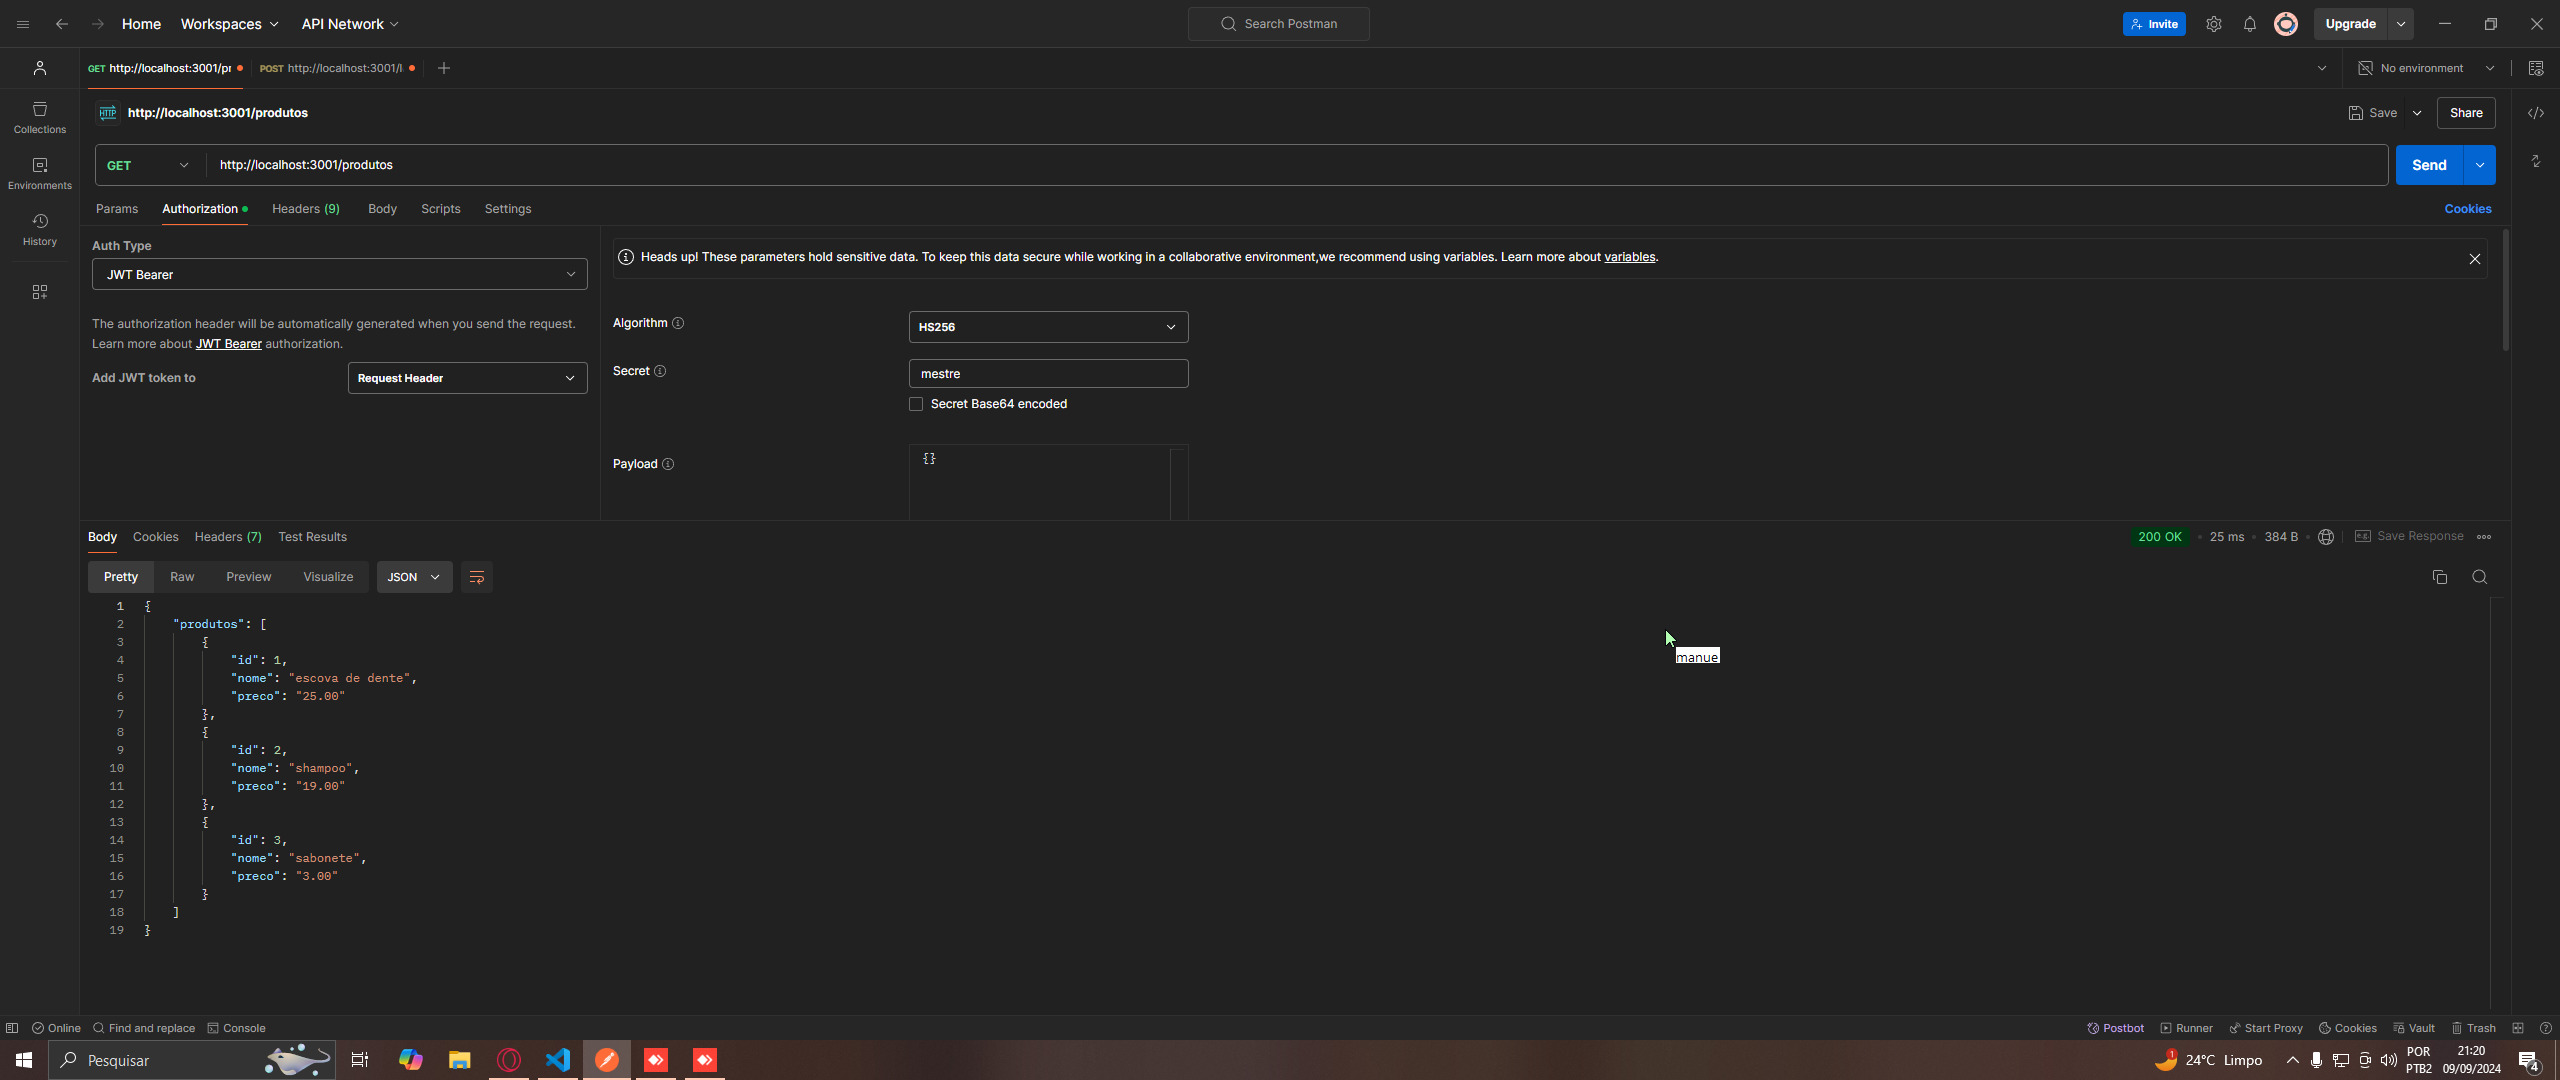 Home Workspaces API Network Search Postman Invite Upgrade
GET http://localhost:3001/pr POST http://localhost:3001/l No environment
HTTP http://localhost:3001/produtos Save Share
Collections
GET http://localhost:3001/produtos Send
Environments
Params Authorization Headers (9) Body Scripts Settings Cookies
History
Auth Type
JWT Bearer
Heads up! These parameters hold sensitive data. To keep this data secure while working in a collaborative environment,we recommend using variables. Learn more about variables.
The authorization header will be automatically generated when you send the request.
Learn more about JWT Bearer authorization.
Add JWT token to Request Header
Algorithm HS256
Secret mestre
Secret Base64 encoded
Payload {}
Body Cookies Headers (7) Test Results 200 OK 25 ms 384 B Save Response
Pretty Raw Preview Visualize JSON
1 {
2 "produtos": [
3 {
4 "id": 1,
5 "nome": "escova de dente",
6 "preco": "25.00"
7 },
8 {
9 "id": 2,
10 "nome": "shampoo",
11 "preco": "19.00"
12 },
13 {
14 "id": 3,
15 "nome": "sabonete",
16 "preco": "3.00"
17 }
18 ]
19 }
manue
Online Find and replace Console Postbot Runner Start Proxy Cookies Vault Trash
Pesquisar 1 24°C Limpo POR 21:20
PTB2 09/09/2024 4